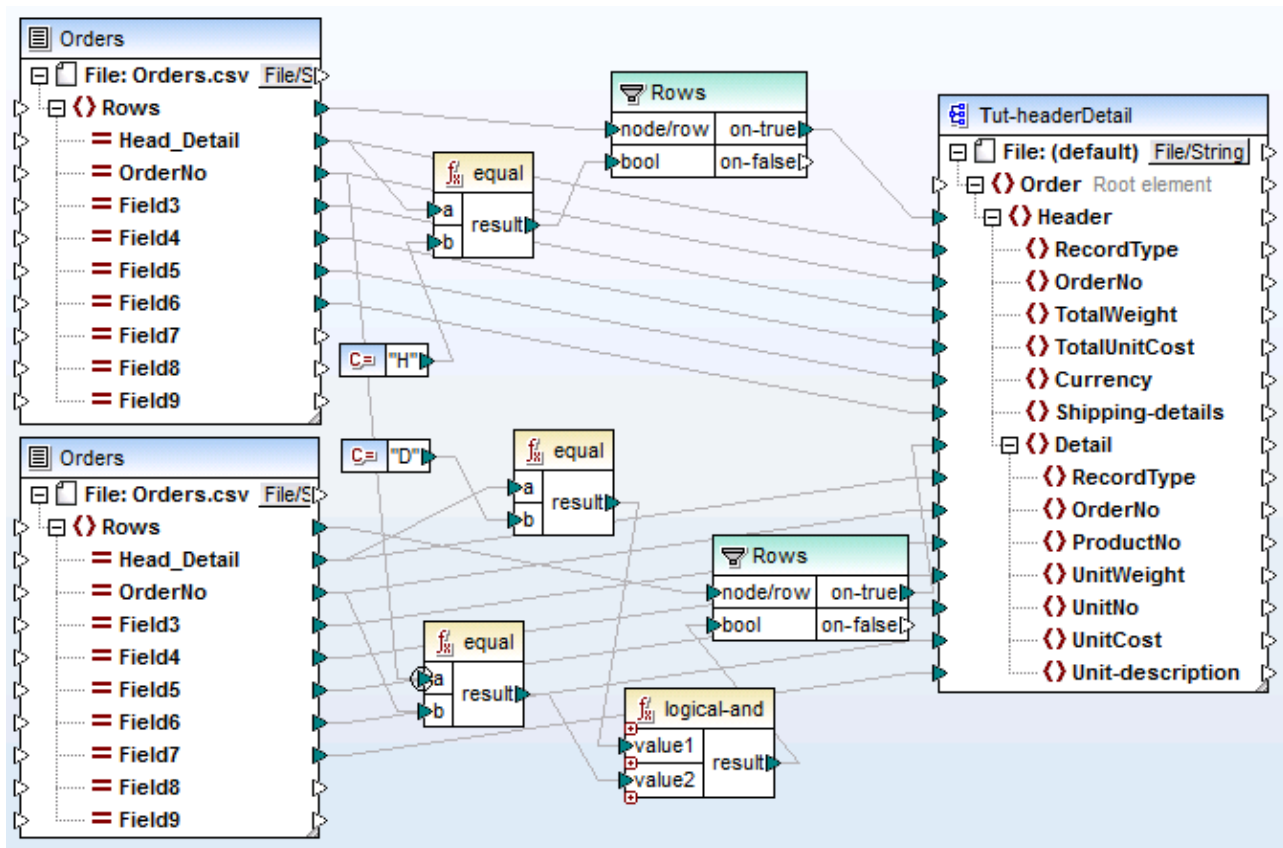 Orders
File: Orders.csv File/S
Rows
Head_Detail
OrderNo
Field3
Field4
Field5
Field6
Field7
Field8
Field9
Orders
File: Orders.csv File/S
Rows
Head_Detail
OrderNo
Field3
Field4
Field5
Field6
Field7
Field8
Field9
C= "H"
C= "D"
fx equal
a
b
result
fx equal
a
b
result
fx equal
a
b
result
Rows
node/row on-true
bool on-false
Rows
node/row on-true
bool on-false
fx logical-and
value1
value2
result
Tut-headerDetail
File: (default) File/String
Order Root element
Header
RecordType
OrderNo
TotalWeight
TotalUnitCost
Currency
Shipping-details
Detail
RecordType
OrderNo
ProductNo
UnitWeight
UnitNo
UnitCost
Unit-description